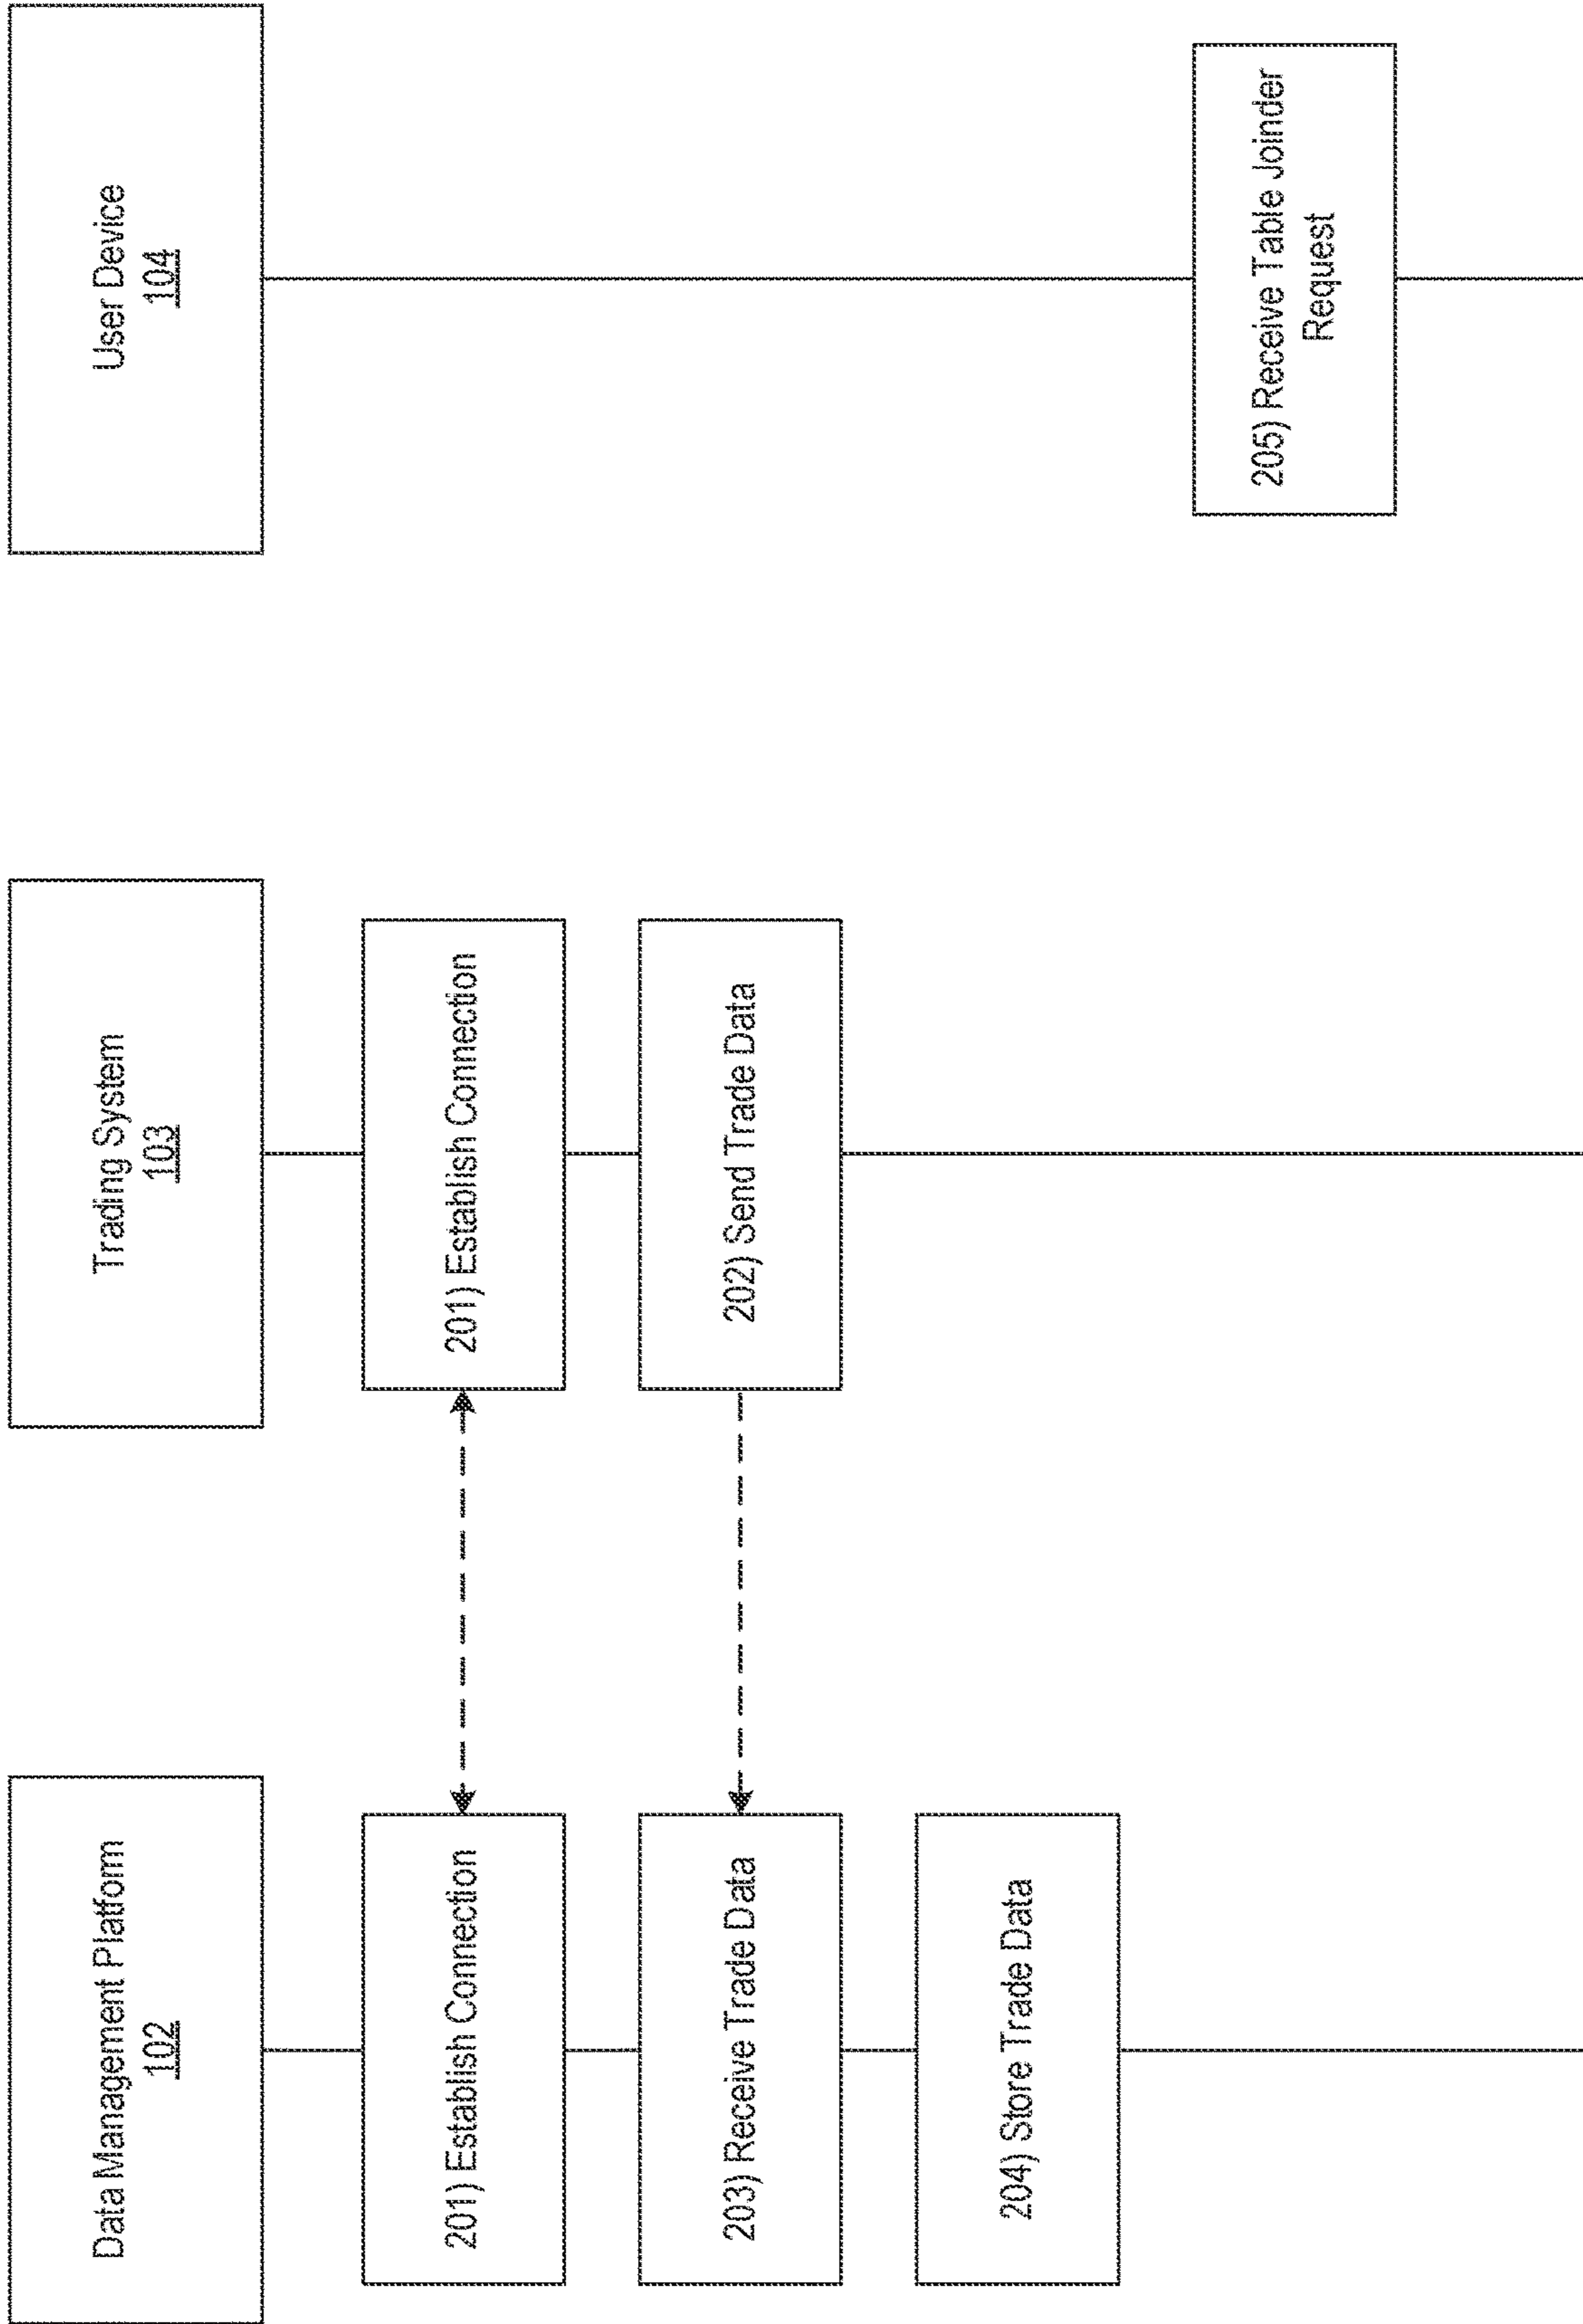 Data Management Platform
102
Trading System
103
User Device
104
201) Establish Connection
201) Establish Connection
203) Receive Trade Data
202) Send Trade Data
204) Store Trade Data
205) Receive Table Joinder
Request